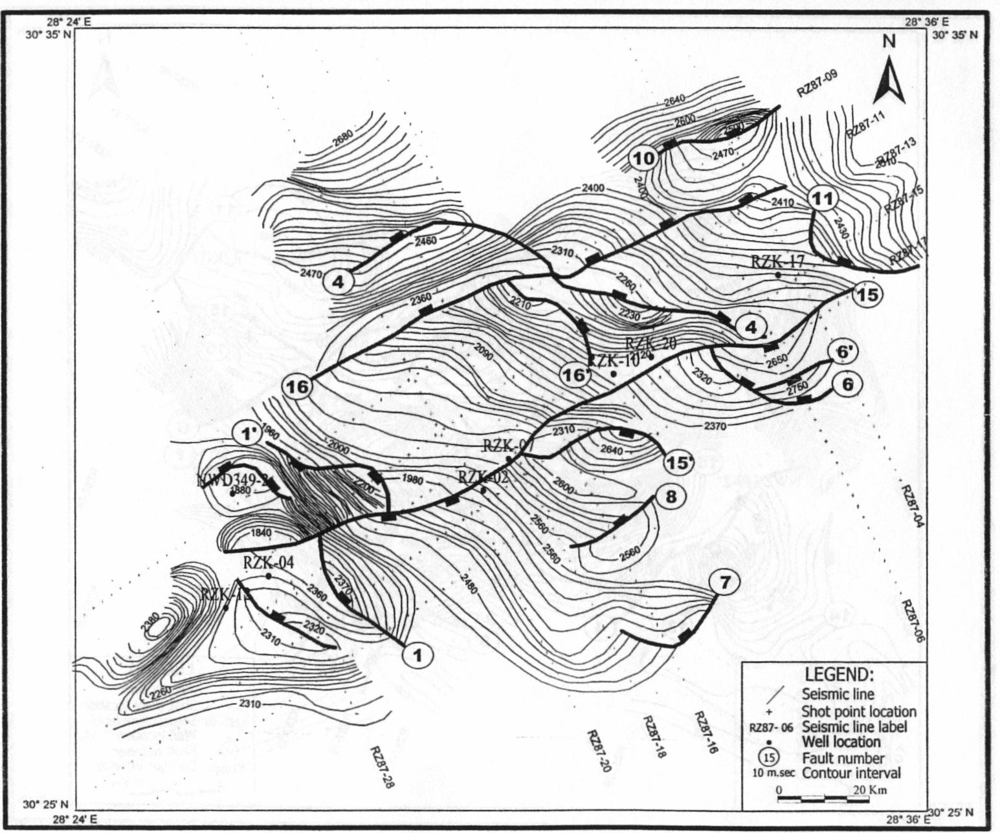 28° 24' E
28° 36' E
30° 35' N
30° 35' N
N
RZ87-09
2640
2600
2500
RZ87-11
2680
10
2470
RZ87-13
2610
2400
2400
11
2410
RZ87-15
2430
2460
2310
RZ87-17
RZK-17
2470
4
2260
15
2360
2210
2230
4
RZK-20
2090
RZK-10
2650
6'
16'
2320
16
2750
6
1'
1960
2310
2370
2000
RZK-0
2640
15'
NWD349-2
1980
RZK-02
2200
2600
1880
8
RZ87-04
1840
2560
2560
2560
RZK-04
2370
2480
7
2360
RZK-12
2380
2320
2310
RZ87-06
1
2260
2310
RZ87-28
RZ87-20
RZ87-18
RZ87-16
LEGEND:
Seismic line
+ Shot point location
RZ87- 06 Seismic line label
Well location
15 Fault number
10 m.sec Contour interval
0 20 Km
30° 25' N
30° 25' N
28° 24' E
28° 36' E